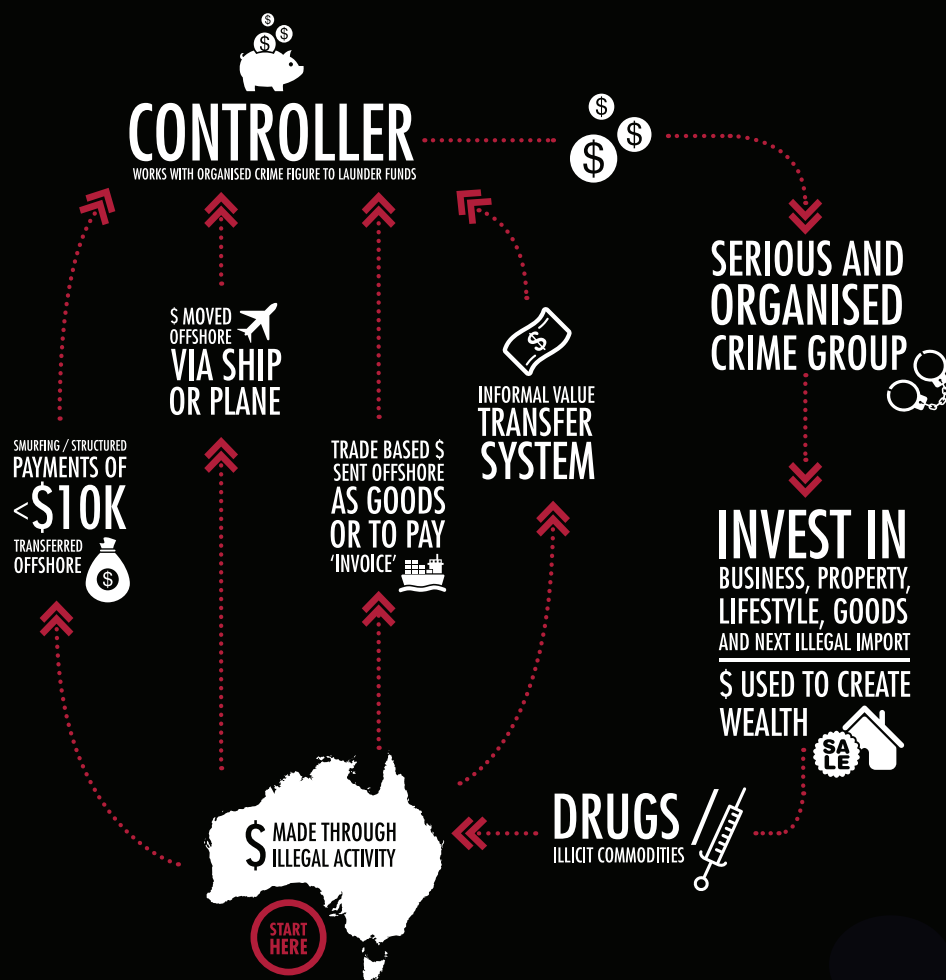 CONTROLLER
WORKS WITH ORGANISED CRIME FIGURE TO LAUNDER FUNDS
$
$
$
$
$
$
SERIOUS AND
ORGANISED
CRIME GROUP
INVEST IN
BUSINESS, PROPERTY,
LIFESTYLE, GOODS
AND NEXT ILLEGAL IMPORT
$ USED TO CREATE
WEALTH
SA
LE
DRUGS
ILLICIT COMMODITIES
$ MADE THROUGH
ILLEGAL ACTIVITY
START
HERE
SMURFING / STRUCTURED
PAYMENTS OF
<$10K
TRANSFERRED
OFFSHORE
$
$ MOVED
OFFSHORE
VIA SHIP
OR PLANE
TRADE BASED $
SENT OFFSHORE
AS GOODS
OR TO PAY
‘INVOICE’
$
INFORMAL VALUE
TRANSFER
SYSTEM